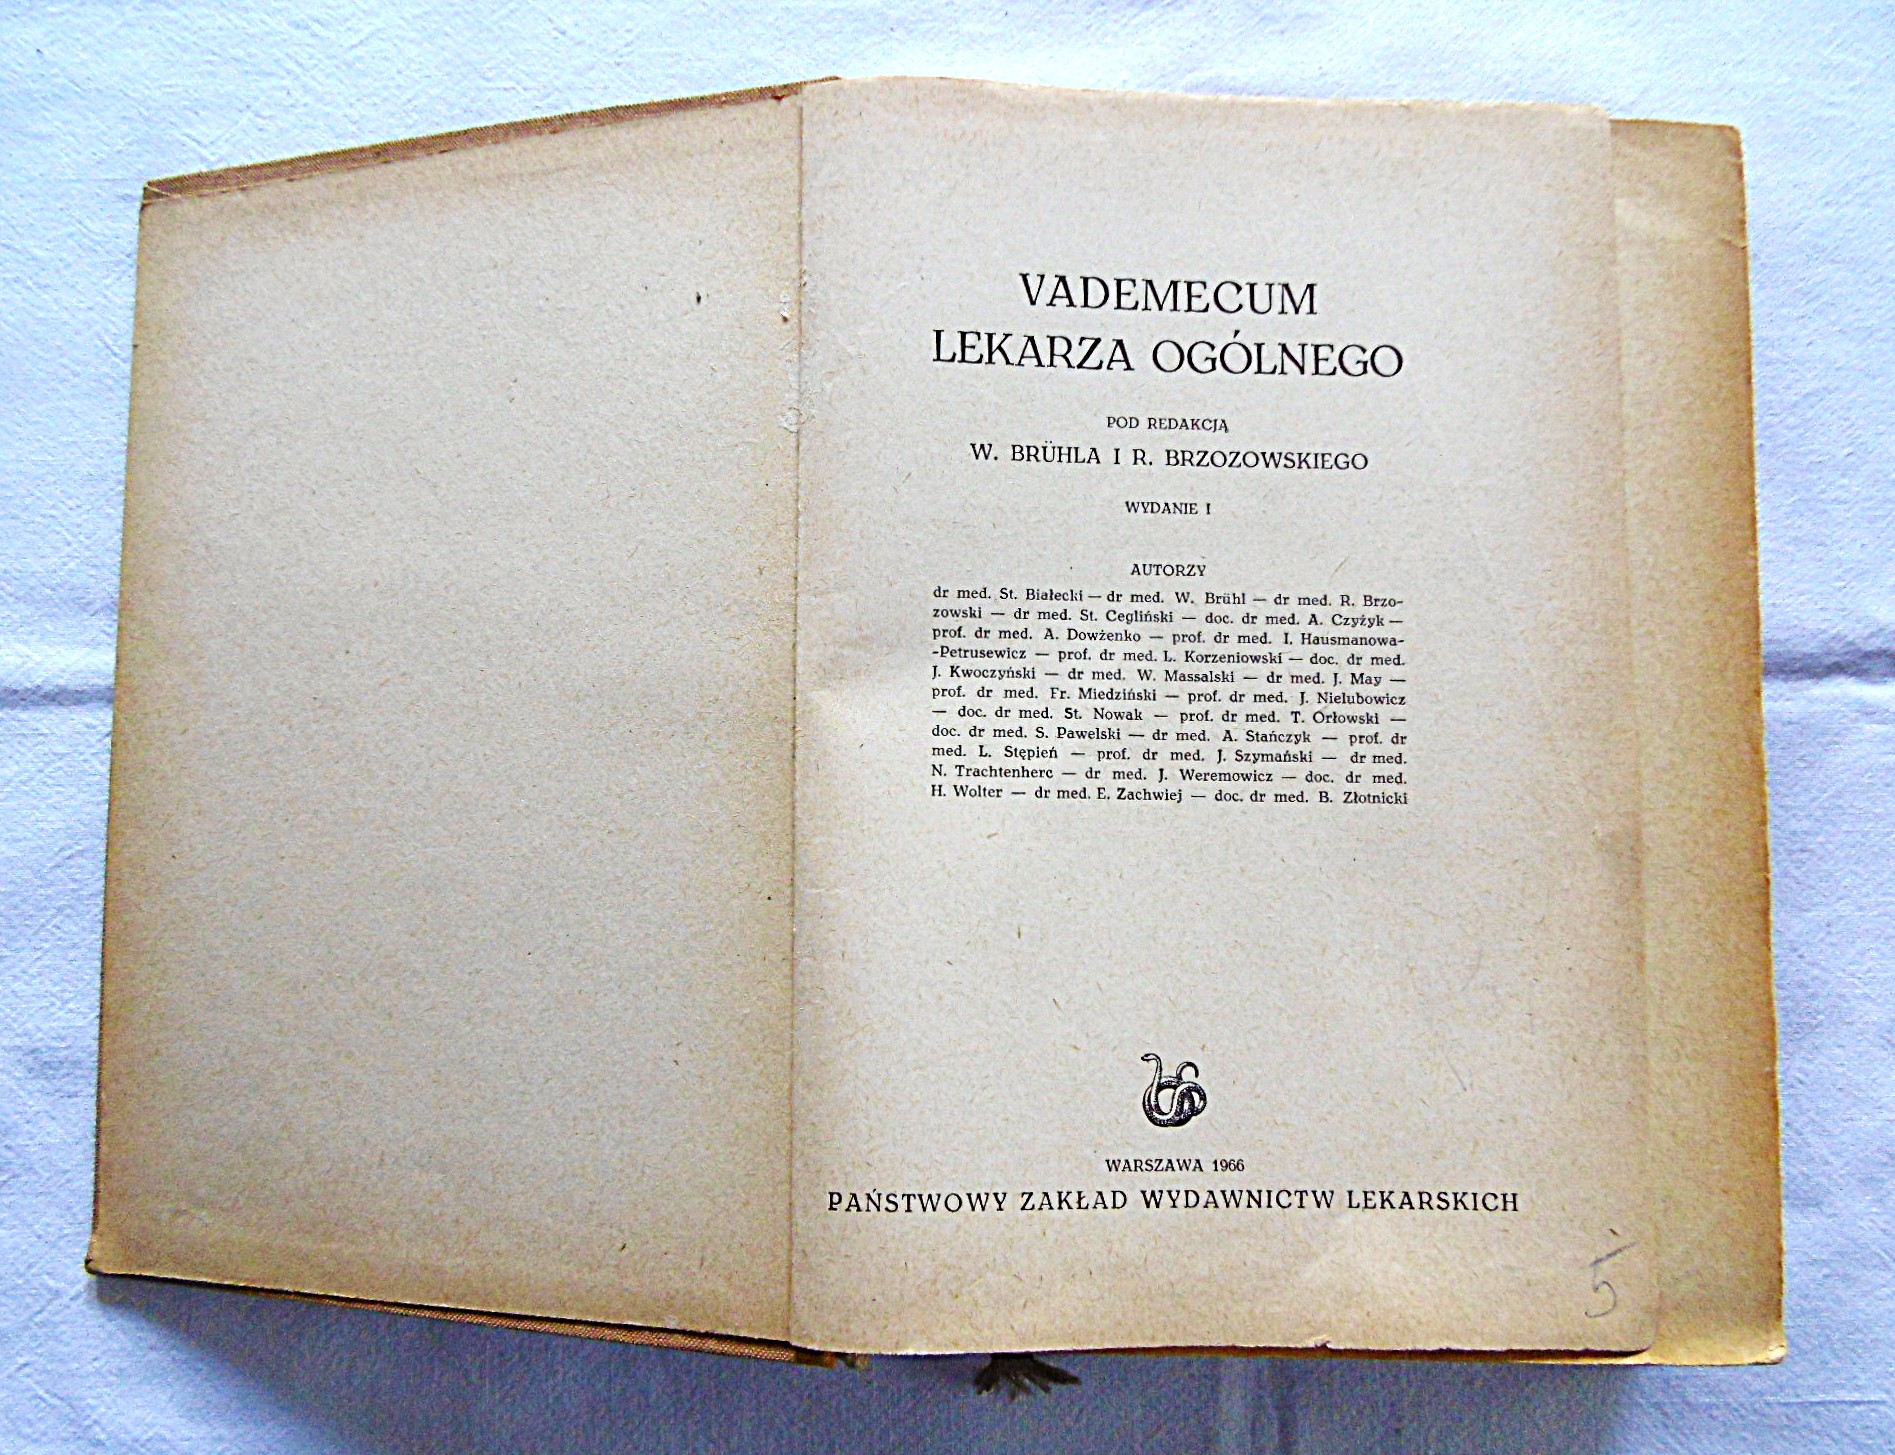 VADEMECUM
LEKARZA OGÓLNEGO
POD REDAKCJĄ
W. BRÜHLA I R. BRZOZOWSKIEGO
WYDANIE I
AUTORZY
dr med. St. Białecki — dr med. W. Brühl — dr med. R. Brzo-
zowski — dr med. St. Cegliński — doc. dr med. A. Czyżyk —
prof. dr med. A. Dowżenko — prof. dr med. I. Hausmanowa-
-Petrusewicz — prof. dr med. L. Korzeniowski — doc. dr med.
J. Kwoczyński — dr med. W. Massalski — dr med. J. May —
prof. dr med. Fr. Miedziński — prof. dr med. J. Nielubowicz
— doc. dr med. St. Nowak — prof. dr med. T. Orłowski —
doc. dr med. S. Pawelski — dr med. A. Stańczyk — prof. dr
med. L. Stępień — prof. dr med. J. Szymański — dr med.
N. Trachtenherc — dr med. J. Weremowicz — doc. dr med.
H. Wolter — dr med. E. Zachwiej — doc. dr med. B. Złotnicki
WARSZAWA 1966
PAŃSTWOWY ZAKŁAD WYDAWNICTW LEKARSKICH
5